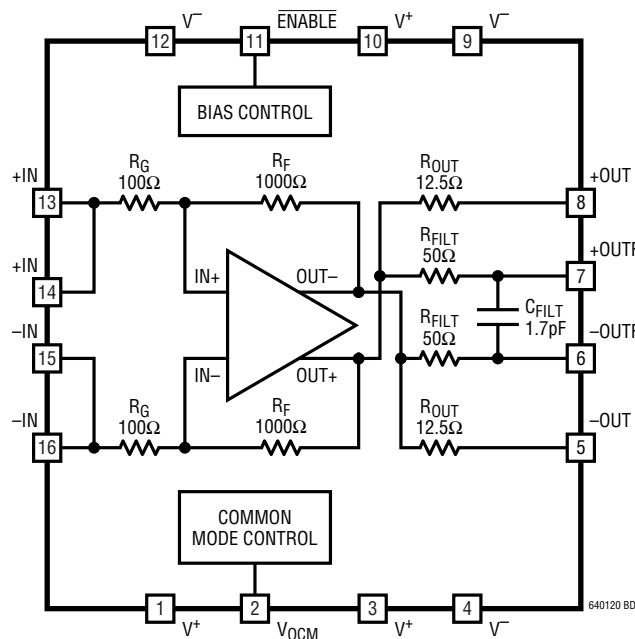 V⁻
ENABLE
V⁺
V⁻
12
11
10
9
BIAS CONTROL
+IN
13
RG
100Ω
RF
1000Ω
ROUT
12.5Ω
+OUT
8
+IN
14
IN+
OUT–
RFILT
50Ω
+OUTF
7
CFILT
1.7pF
–IN
15
IN–
OUT+
RFILT
50Ω
–OUTF
6
–IN
16
RG
100Ω
RF
1000Ω
ROUT
12.5Ω
–OUT
5
COMMON
MODE CONTROL
1
2
3
4
V⁺
VOCM
V⁺
V⁻
640120 BD